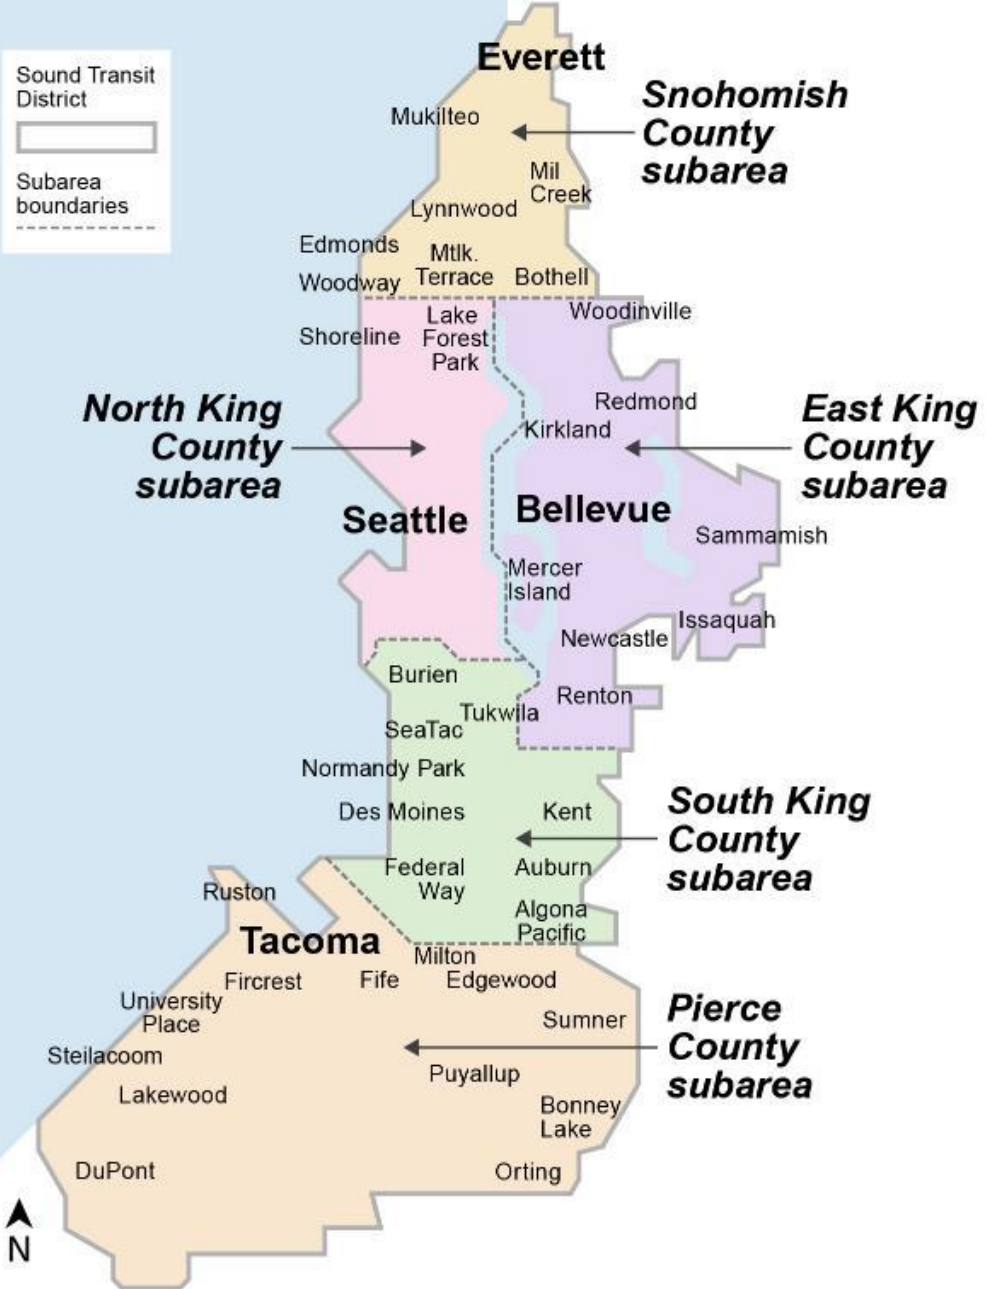 Sound Transit
District
Subarea
boundaries
Everett
Snohomish
County
subarea
Mukilteo
Mil
Creek
Lynnwood
Edmonds
Mtlk.
Terrace
Bothell
Woodway
Woodinville
Shoreline
Lake
Forest
Park
North King
County
subarea
Redmond
Kirkland
East King
County
subarea
Seattle
Bellevue
Sammamish
Mercer
Island
Issaquah
Newcastle
Burien
Renton
Tukwila
SeaTac
Normandy Park
Des Moines
Kent
South King
County
subarea
Federal
Way
Auburn
Algona
Pacific
Ruston
Tacoma
Milton
Fircrest
Fife
Edgewood
University
Place
Sumner
Pierce
County
subarea
Steilacoom
Puyallup
Lakewood
Bonney
Lake
DuPont
Orting
N